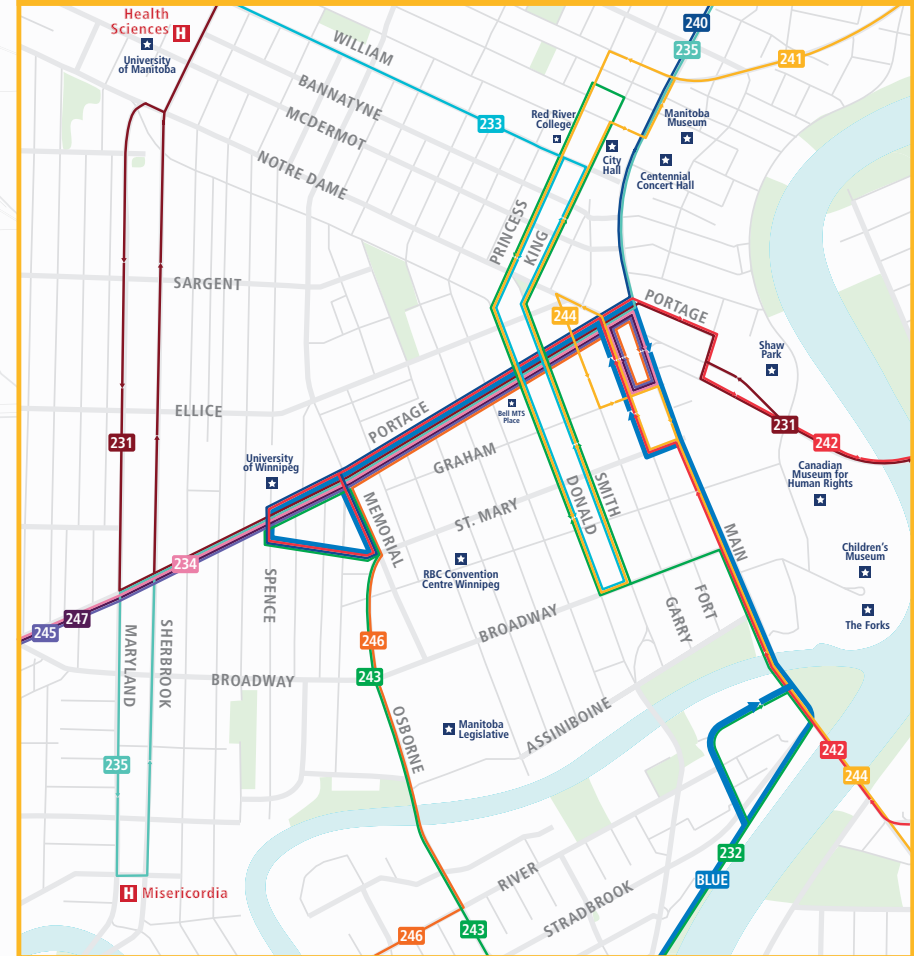 Health
Sciences
H
University
of Manitoba
WILLIAM
BANNATYNE
MCDERMOT
NOTRE DAME
233
240
235
241
Red River
College
City
Hall
Manitoba
Museum
Centennial
Concert Hall
PRINCESS
KING
SARGENT
244
PORTAGE
Shaw
Park
ELLICE
PORTAGE
Bell MTS
Place
231
231
242
University
of Winnipeg
GRAHAM
Canadian
Museum for
Human Rights
MEMORIAL
ST. MARY
DONALD
SMITH
MAIN
234
RBC Convention
Centre Winnipeg
Children's
Museum
SPENCE
FORT
GARRY
The Forks
247
245
MARYLAND
SHERBROOK
246
BROADWAY
BROADWAY
243
OSBORNE
Manitoba
Legislative
ASSINIBOINE
235
242
244
232
BLUE
H
Misericordia
RIVER
STRADBROOK
246
243